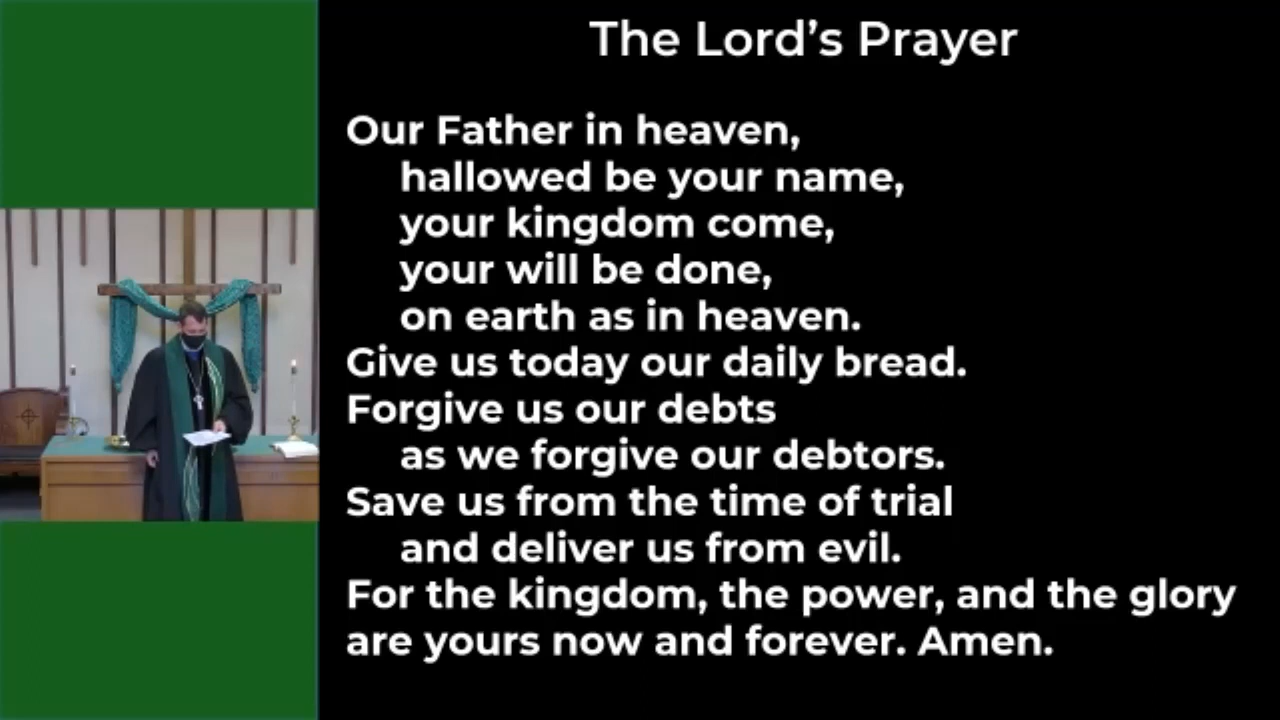 The Lord’s Prayer
Our Father in heaven,
hallowed be your name,
your kingdom come,
your will be done,
on earth as in heaven.
Give us today our daily bread.
Forgive us our debts
as we forgive our debtors.
Save us from the time of trial
and deliver us from evil.
For the kingdom, the power, and the glory
are yours now and forever. Amen.